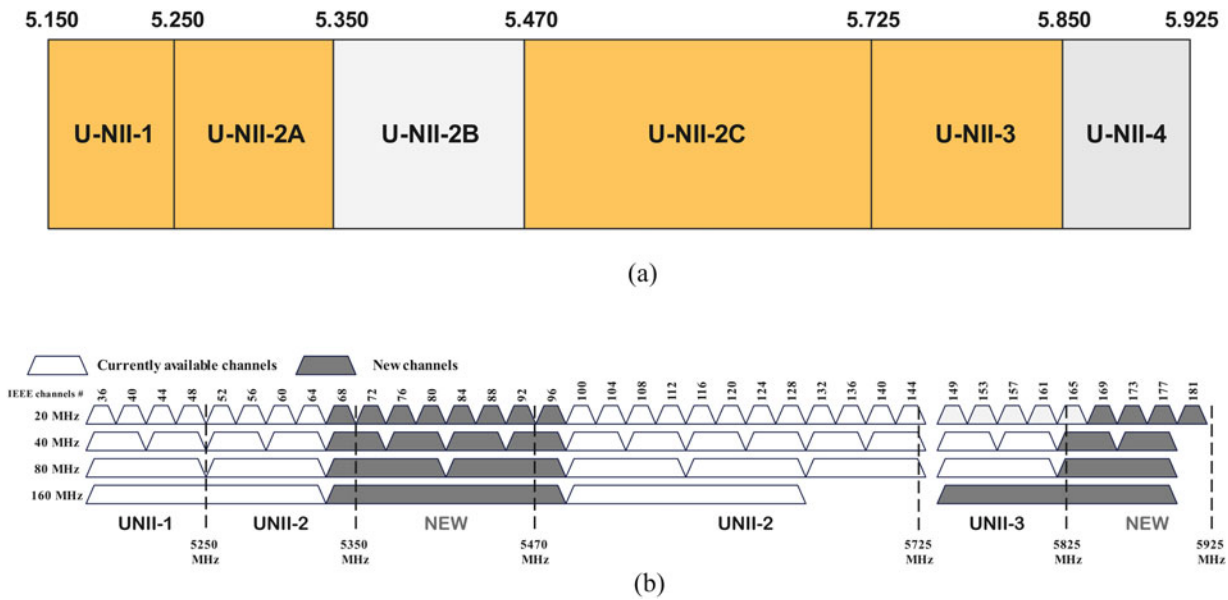 5.150 5.250 5.350 5.470 5.725 5.850 5.925
U-NII-1 U-NII-2A U-NII-2B U-NII-2C U-NII-3 U-NII-4
(a)
Currently available channels New channels
IEEE channels # 36 40 44 48 52 56 60 64 68 72 76 80 84 88 92 96 100 104 108 112 116 120 124 128 132 136 140 144 149 153 157 161 165 169 173 177 181
20 MHz
40 MHz
80 MHz
160 MHz
UNII-1 UNII-2 NEW UNII-2 UNII-3 NEW
5250 5350 5470 5725 5825 5925
MHz MHz MHz MHz MHz MHz
(b)